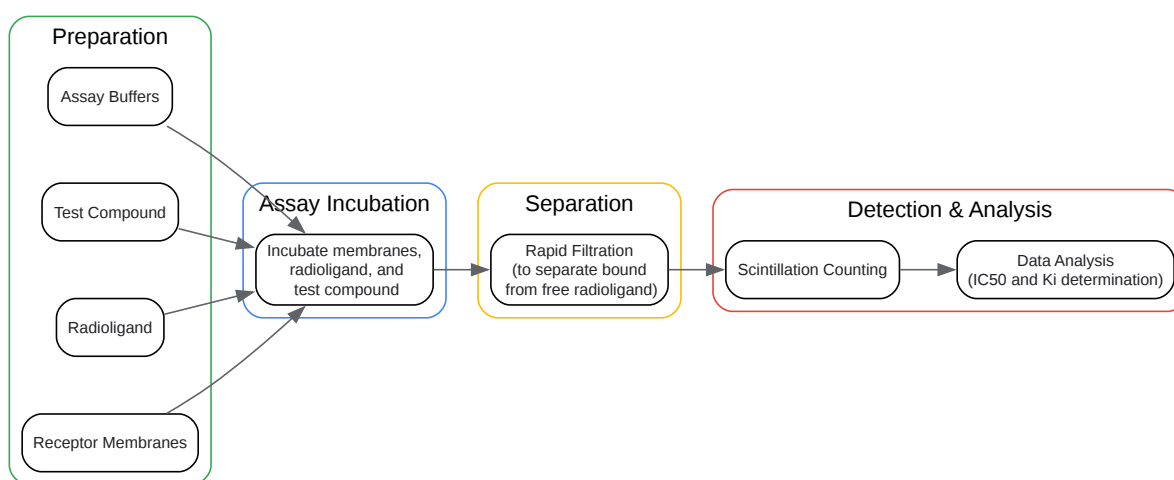 Preparation
Assay Buffers
Test Compound
Radioligand
Receptor Membranes
Assay Incubation
Incubate membranes,
radioligand, and
test compound
Separation
Rapid Filtration
(to separate bound
from free radioligand)
Detection & Analysis
Scintillation Counting
Data Analysis
(IC50 and Ki determination)